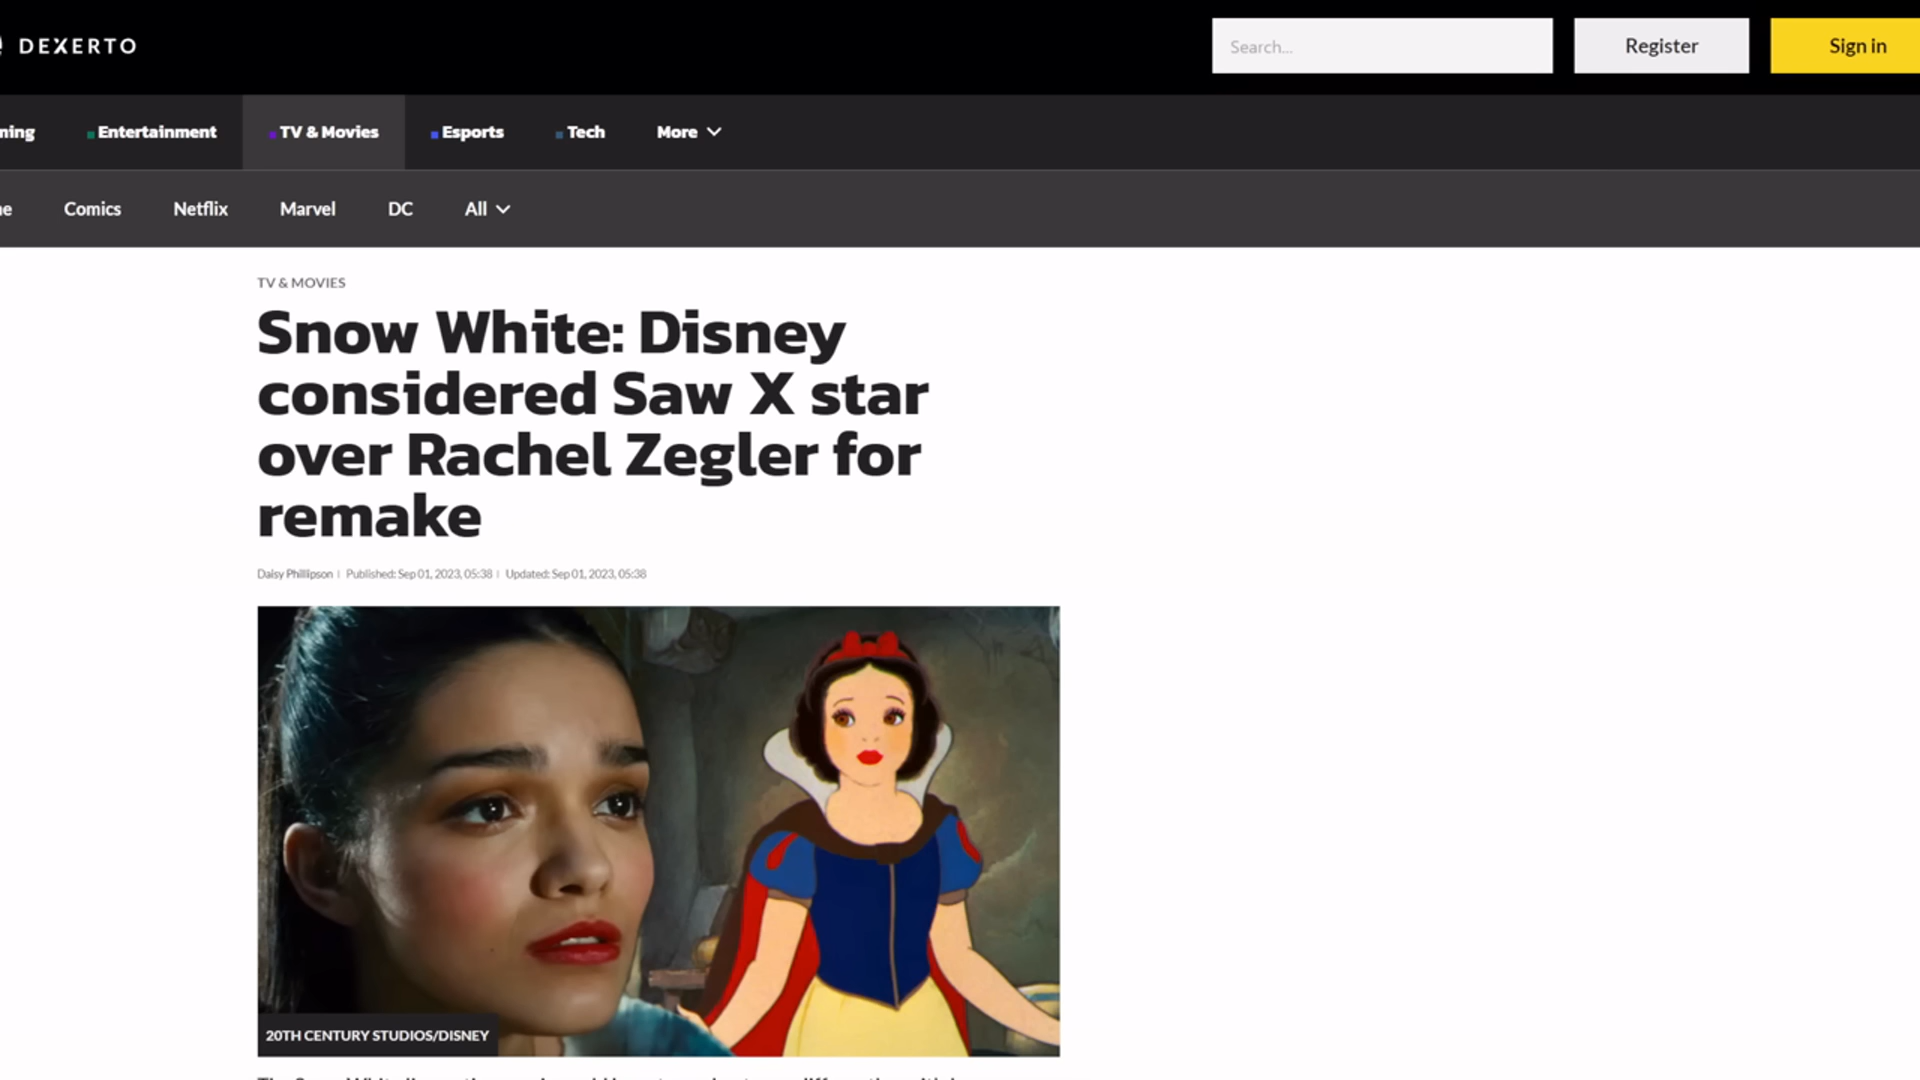 DEXERTO
Search...
Register
Sign in
ming
Entertainment
TV & Movies
Esports
Tech
More
Comics
Netflix
Marvel
DC
All
TV & MOVIES
Snow White: Disney
considered Saw X star
over Rachel Zegler for
remake
Daisy Phillipson | Published: Sep 01, 2023, 05:38 | Updated: Sep 01, 2023, 05:38
20TH CENTURY STUDIOS/DISNEY